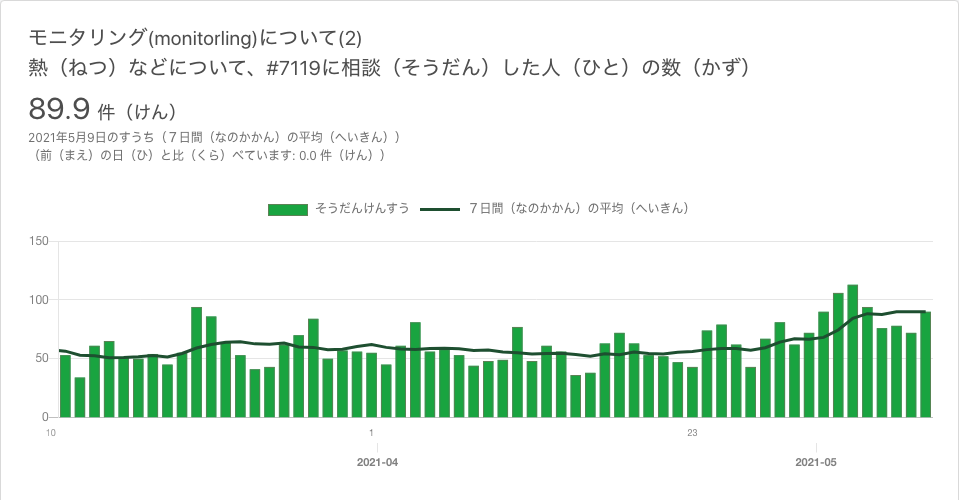 モニタリング(monitorling)について(2)
熱（ねつ）などについて、#7119に相談（そうだん）した人（ひと）の数（かず）
89.9 件（けん）
2021年5月9日のすうち（７日間（なのかかん）の平均（へいきん））
（前（まえ）の日（ひ）と比（くら）べています: 0.0 件（けん））
そうだんけんすう ７日間（なのかかん）の平均（へいきん）
150
100
50
0
10 1 23
2021-04 2021-05